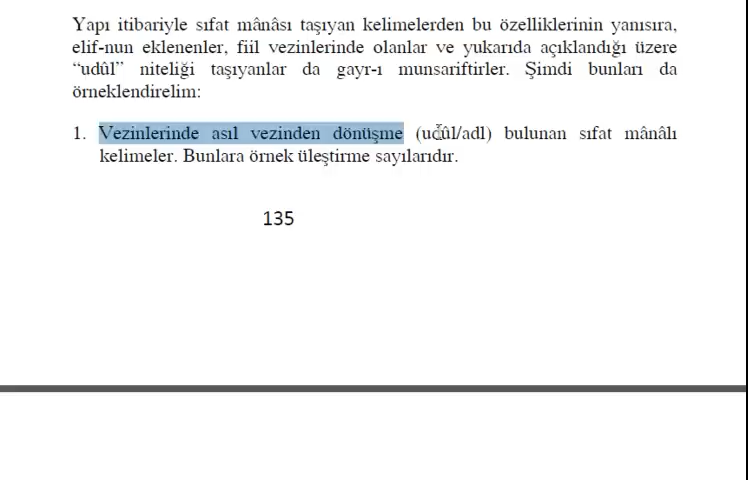 Yapı itibariyle sıfat mânâsı taşıyan kelimelerden bu özelliklerinin yanısıra,
elif-nun eklenenler, fiil vezinlerinde olanlar ve yukarıda açıklandığı üzere
“udûl” niteliği taşıyanlar da gayr-ı munsariftirler. Şimdi bunları da
örneklendirelim:
1. Vezinlerinde asıl vezinden dönüşme (udûl/adl) bulunan sıfat mânâlı
kelimeler. Bunlara örnek üleştirme sayılarıdır.
135